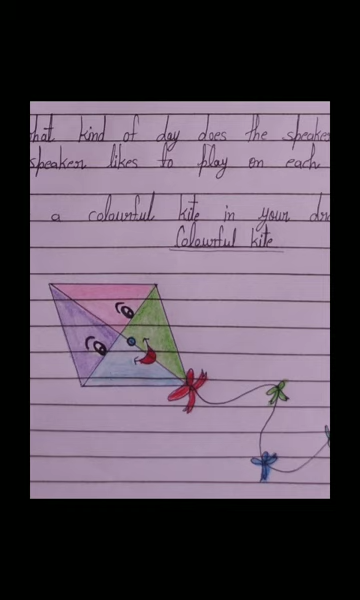 hat kind of day does the speaker
speaker likes to play on each
a colourful kite in your dr
Colourful kite